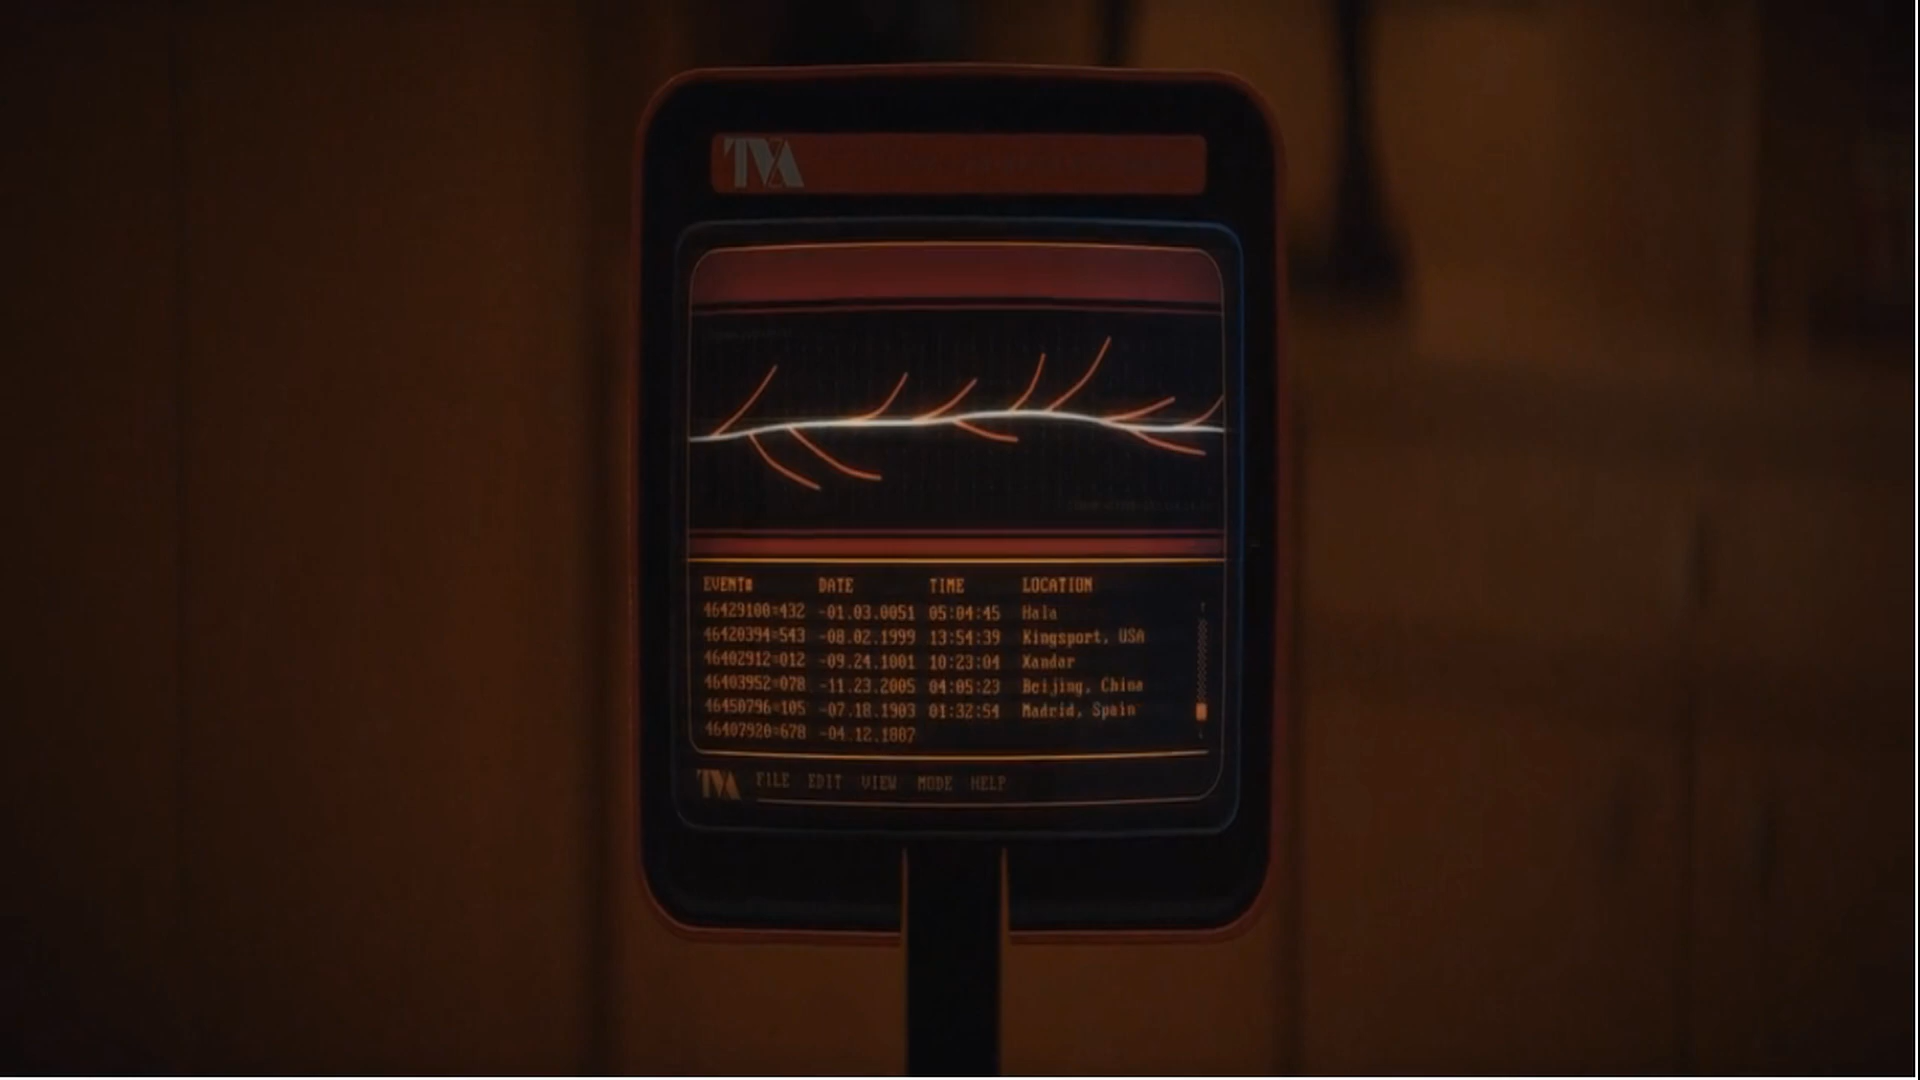 TVA
EVENT# DATE TIME LOCATION
46429100=432 -01.03.0051 05:04:45 Hala
46420394=543 -08.02.1999 13:54:39 Kingsport, USA
46402912=012 -09.24.1001 10:23:04 Xandar
46403952=078 -11.23.2005 04:05:23 Beijing, China
46450796=105 -07.18.1903 01:32:54 Madrid, Spain
46407920=678 -04.12.1887
TVA FILE EDIT VIEW MODE HELP